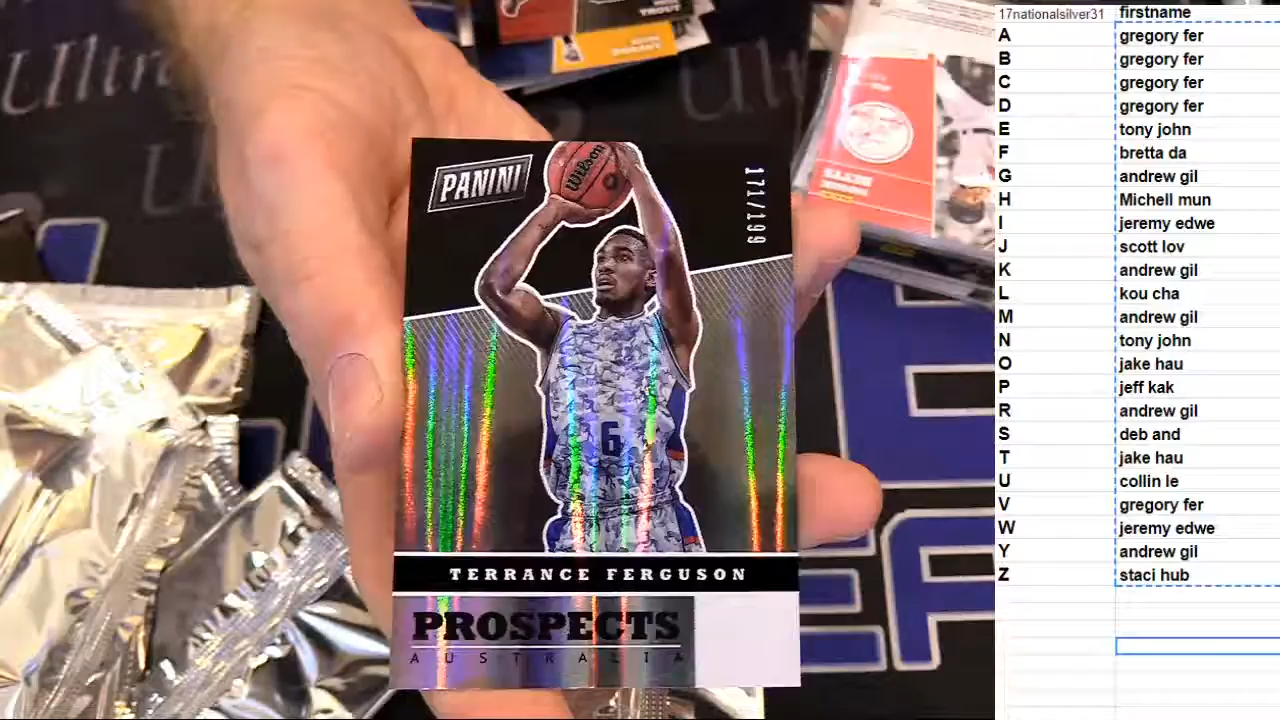 PANINI
Wilson
171/199
6
TERRANCE FERGUSON
PROSPECTS
AUSTRALIA
Ultra
17nationalsilver31 firstname
A gregory fer
B gregory fer
C gregory fer
D gregory fer
E tony john
F bretta da
G andrew gil
H Michell mun
I jeremy edwe
J scott lov
K andrew gil
L kou cha
M andrew gil
N tony john
O jake hau
P jeff kak
R andrew gil
S deb and
T jake hau
U collin le
V gregory fer
W jeremy edwe
Y andrew gil
Z staci hub